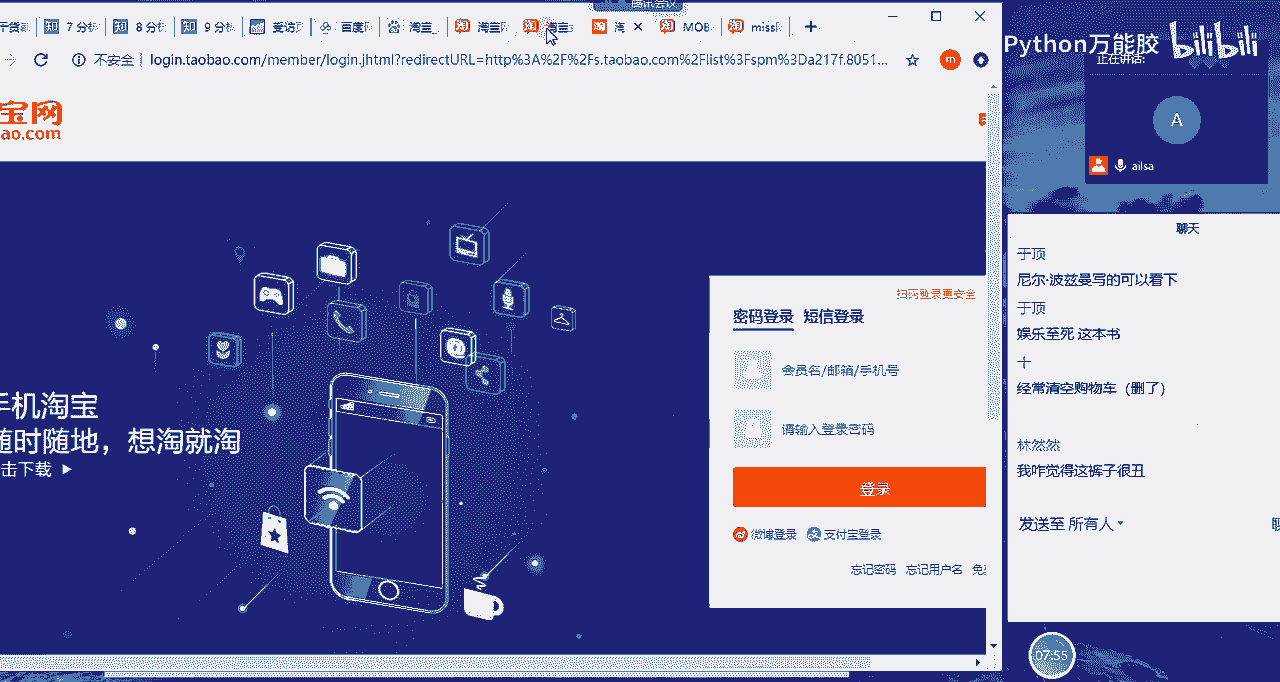 腾讯会议
干货 知 7 分 知 8 分 知 9 分 爱访 百度 淘宝_ 淘宝 淘宝 淘 MOB missl
不安全 | login.taobao.com/member/login.jhtml?redirectURL=http%3A%2F%2Fs.taobao.com%2Flist%3Fspm%3Da217f.8051...
m
Python万能胶 bilibili
正在讲话:
A
ailsa
宝网
ao.com
聊天
于顶
尼尔·波兹曼写的可以看下
于顶
娱乐至死 这本书
十
经常清空购物车（删了）
林然然
我咋觉得这裤子很丑
发送至 所有人
扫码登录更安全
密码登录 短信登录
会员名/邮箱/手机号
请输入登录密码
登录
微博登录 支付宝登录
忘记密码 忘记用户名 免
手机淘宝
随时随地，想淘就淘
击下载
07:55